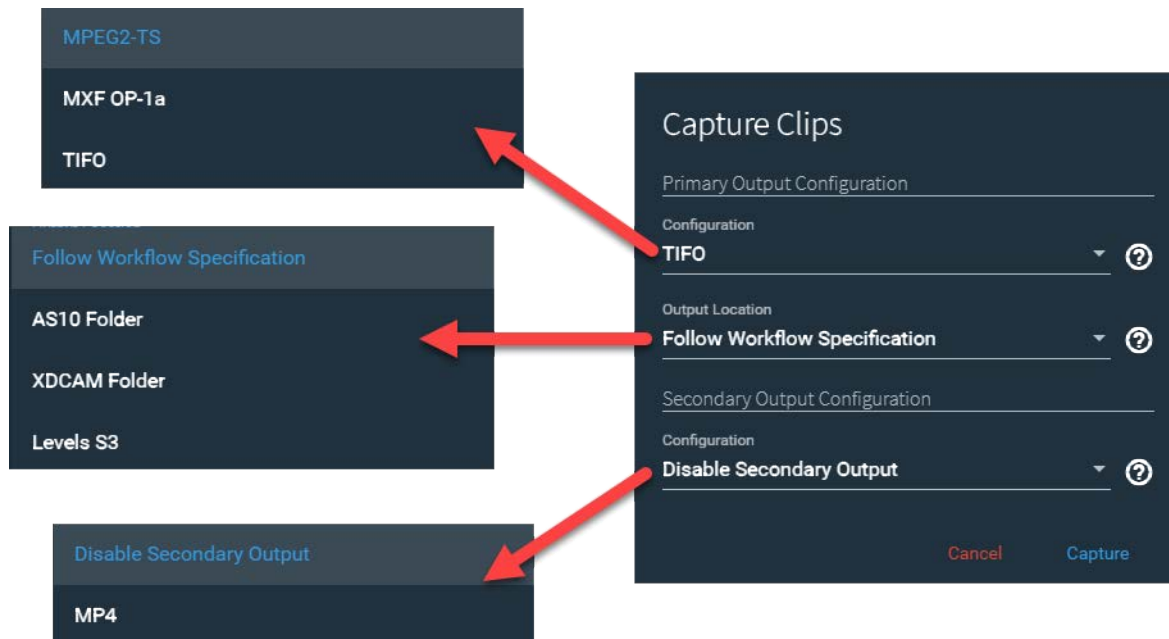 MPEG2-TS
MXF OP-1a
TIFO
Follow Workflow Specification
AS10 Folder
XDCAM Folder
Levels S3
Disable Secondary Output
MP4
Capture Clips
Primary Output Configuration
Configuration
TIFO
?
Output Location
Follow Workflow Specification
?
Secondary Output Configuration
Configuration
Disable Secondary Output
?
Cancel Capture